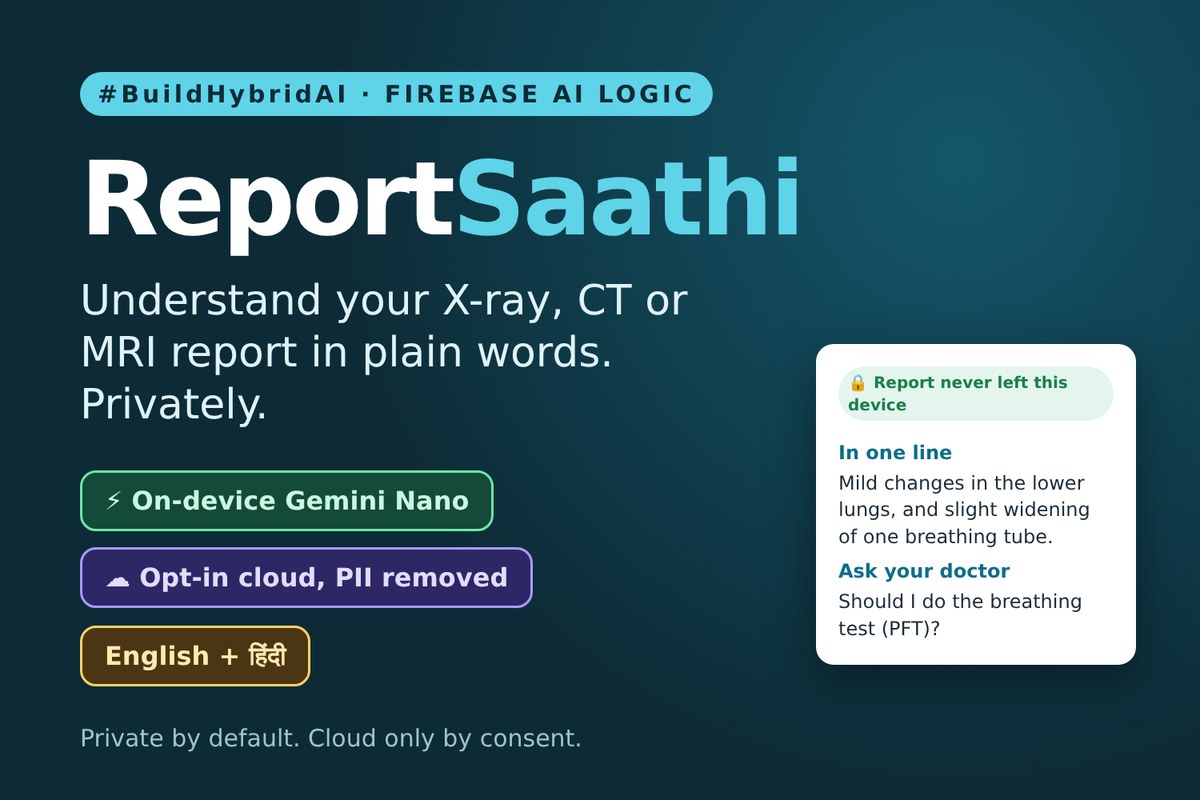 #BuildHybridAI · FIREBASE AI LOGIC
ReportSaathi
Understand your X-ray, CT or
MRI report in plain words.
Privately.
⚡ On-device Gemini Nano
☁ Opt-in cloud, PII removed
English + हिंदी
Private by default. Cloud only by consent.
🔒 Report never left this
device
In one line
Mild changes in the lower
lungs, and slight widening
of one breathing tube.
Ask your doctor
Should I do the breathing
test (PFT)?